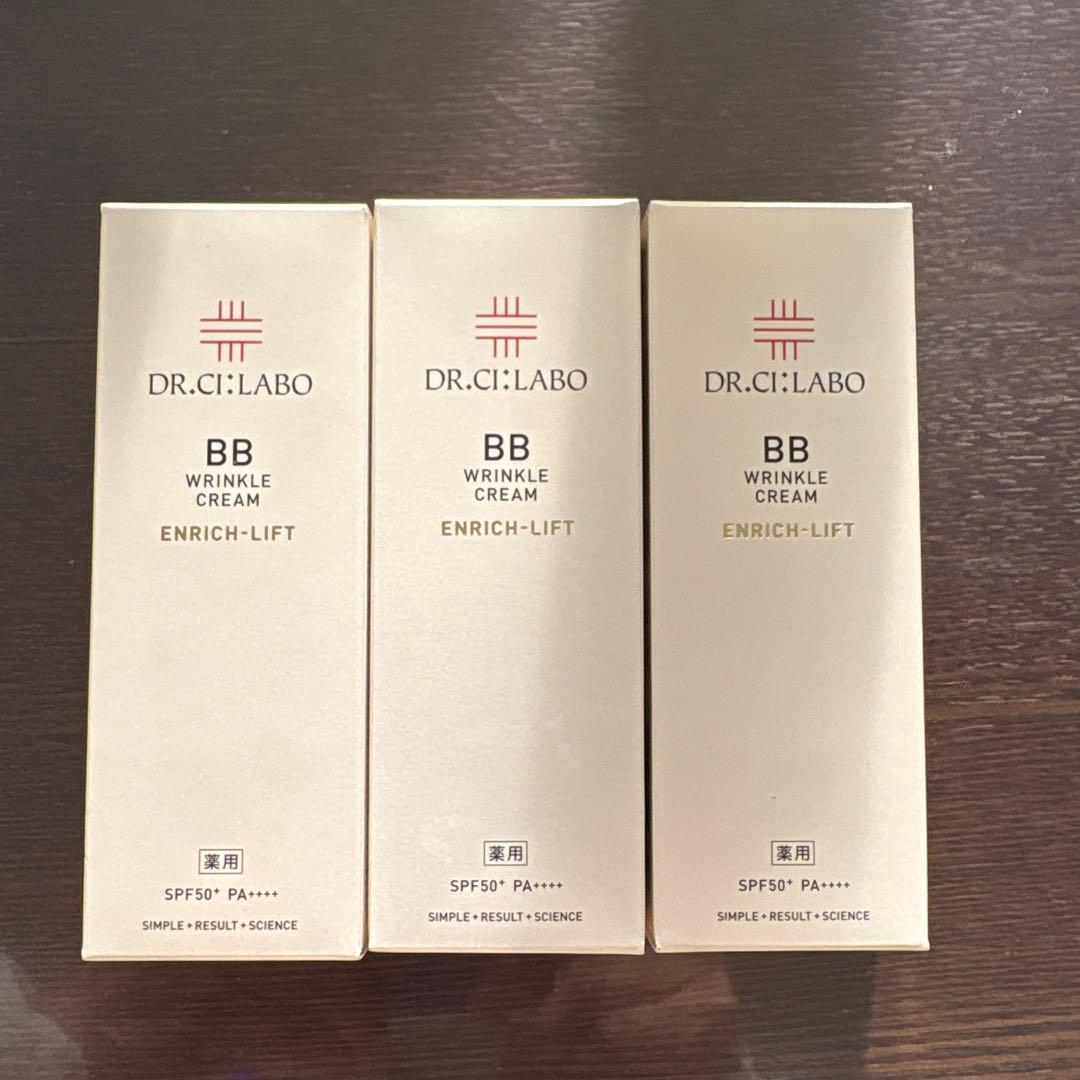 DR.CI:LABO
BB
WRINKLE
CREAM
ENRICH-LIFT
薬用
SPF50+ PA++++
SIMPLE+RESULT+SCIENCE
DR.CI:LABO
BB
WRINKLE
CREAM
ENRICH-LIFT
薬用
SPF50+ PA++++
SIMPLE+RESULT+SCIENCE
DR.CI:LABO
BB
WRINKLE
CREAM
ENRICH-LIFT
薬用
SPF50+ PA++++
SIMPLE+RESULT+SCIENCE